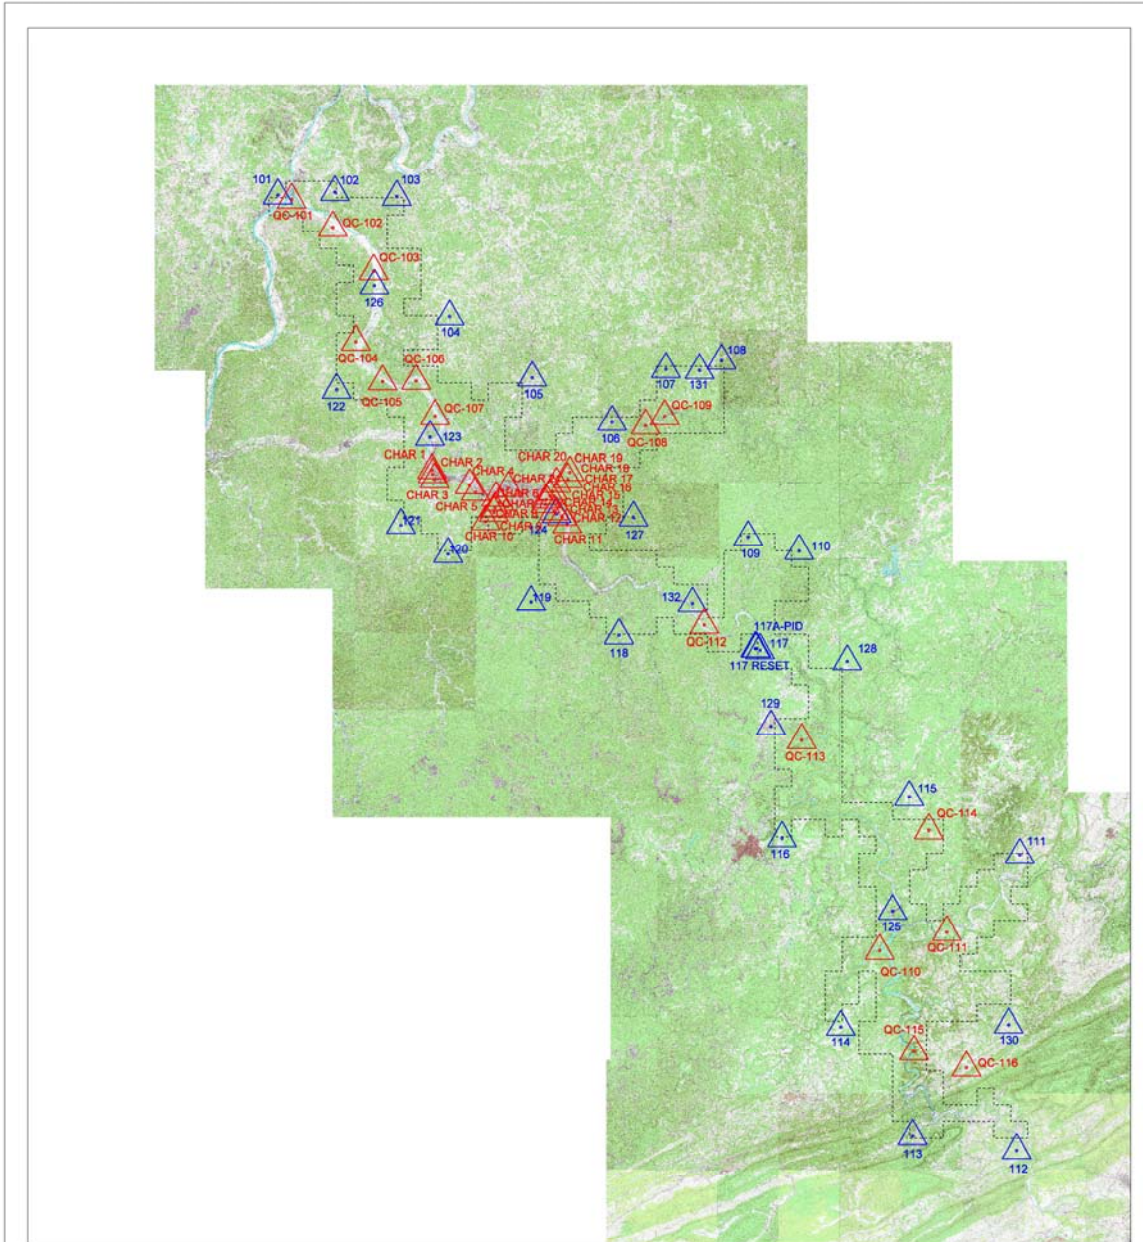 101
102
103
QC-101
QC-102
QC-103
126
104
QC-104
QC-106
108
107
131
105
122
QC-105
QC-107
QC-109
106
QC-108
123
CHAR 20
CHAR 19
CHAR 1
CHAR 2
CHAR 18
CHAR 4
CHAR 17
CHAR 16
CHAR 3
CHAR 15
CHAR 5
CHAR 14
CHAR 13
124
CHAR 12
127
121
CHAR 10
CHAR 11
109
120
110
119
132
117A-PID
118
QC-112
117
117 RESET
128
129
QC-113
115
QC-114
116
111
125
QC-111
QC-110
114
QC-115
130
QC-116
113
112